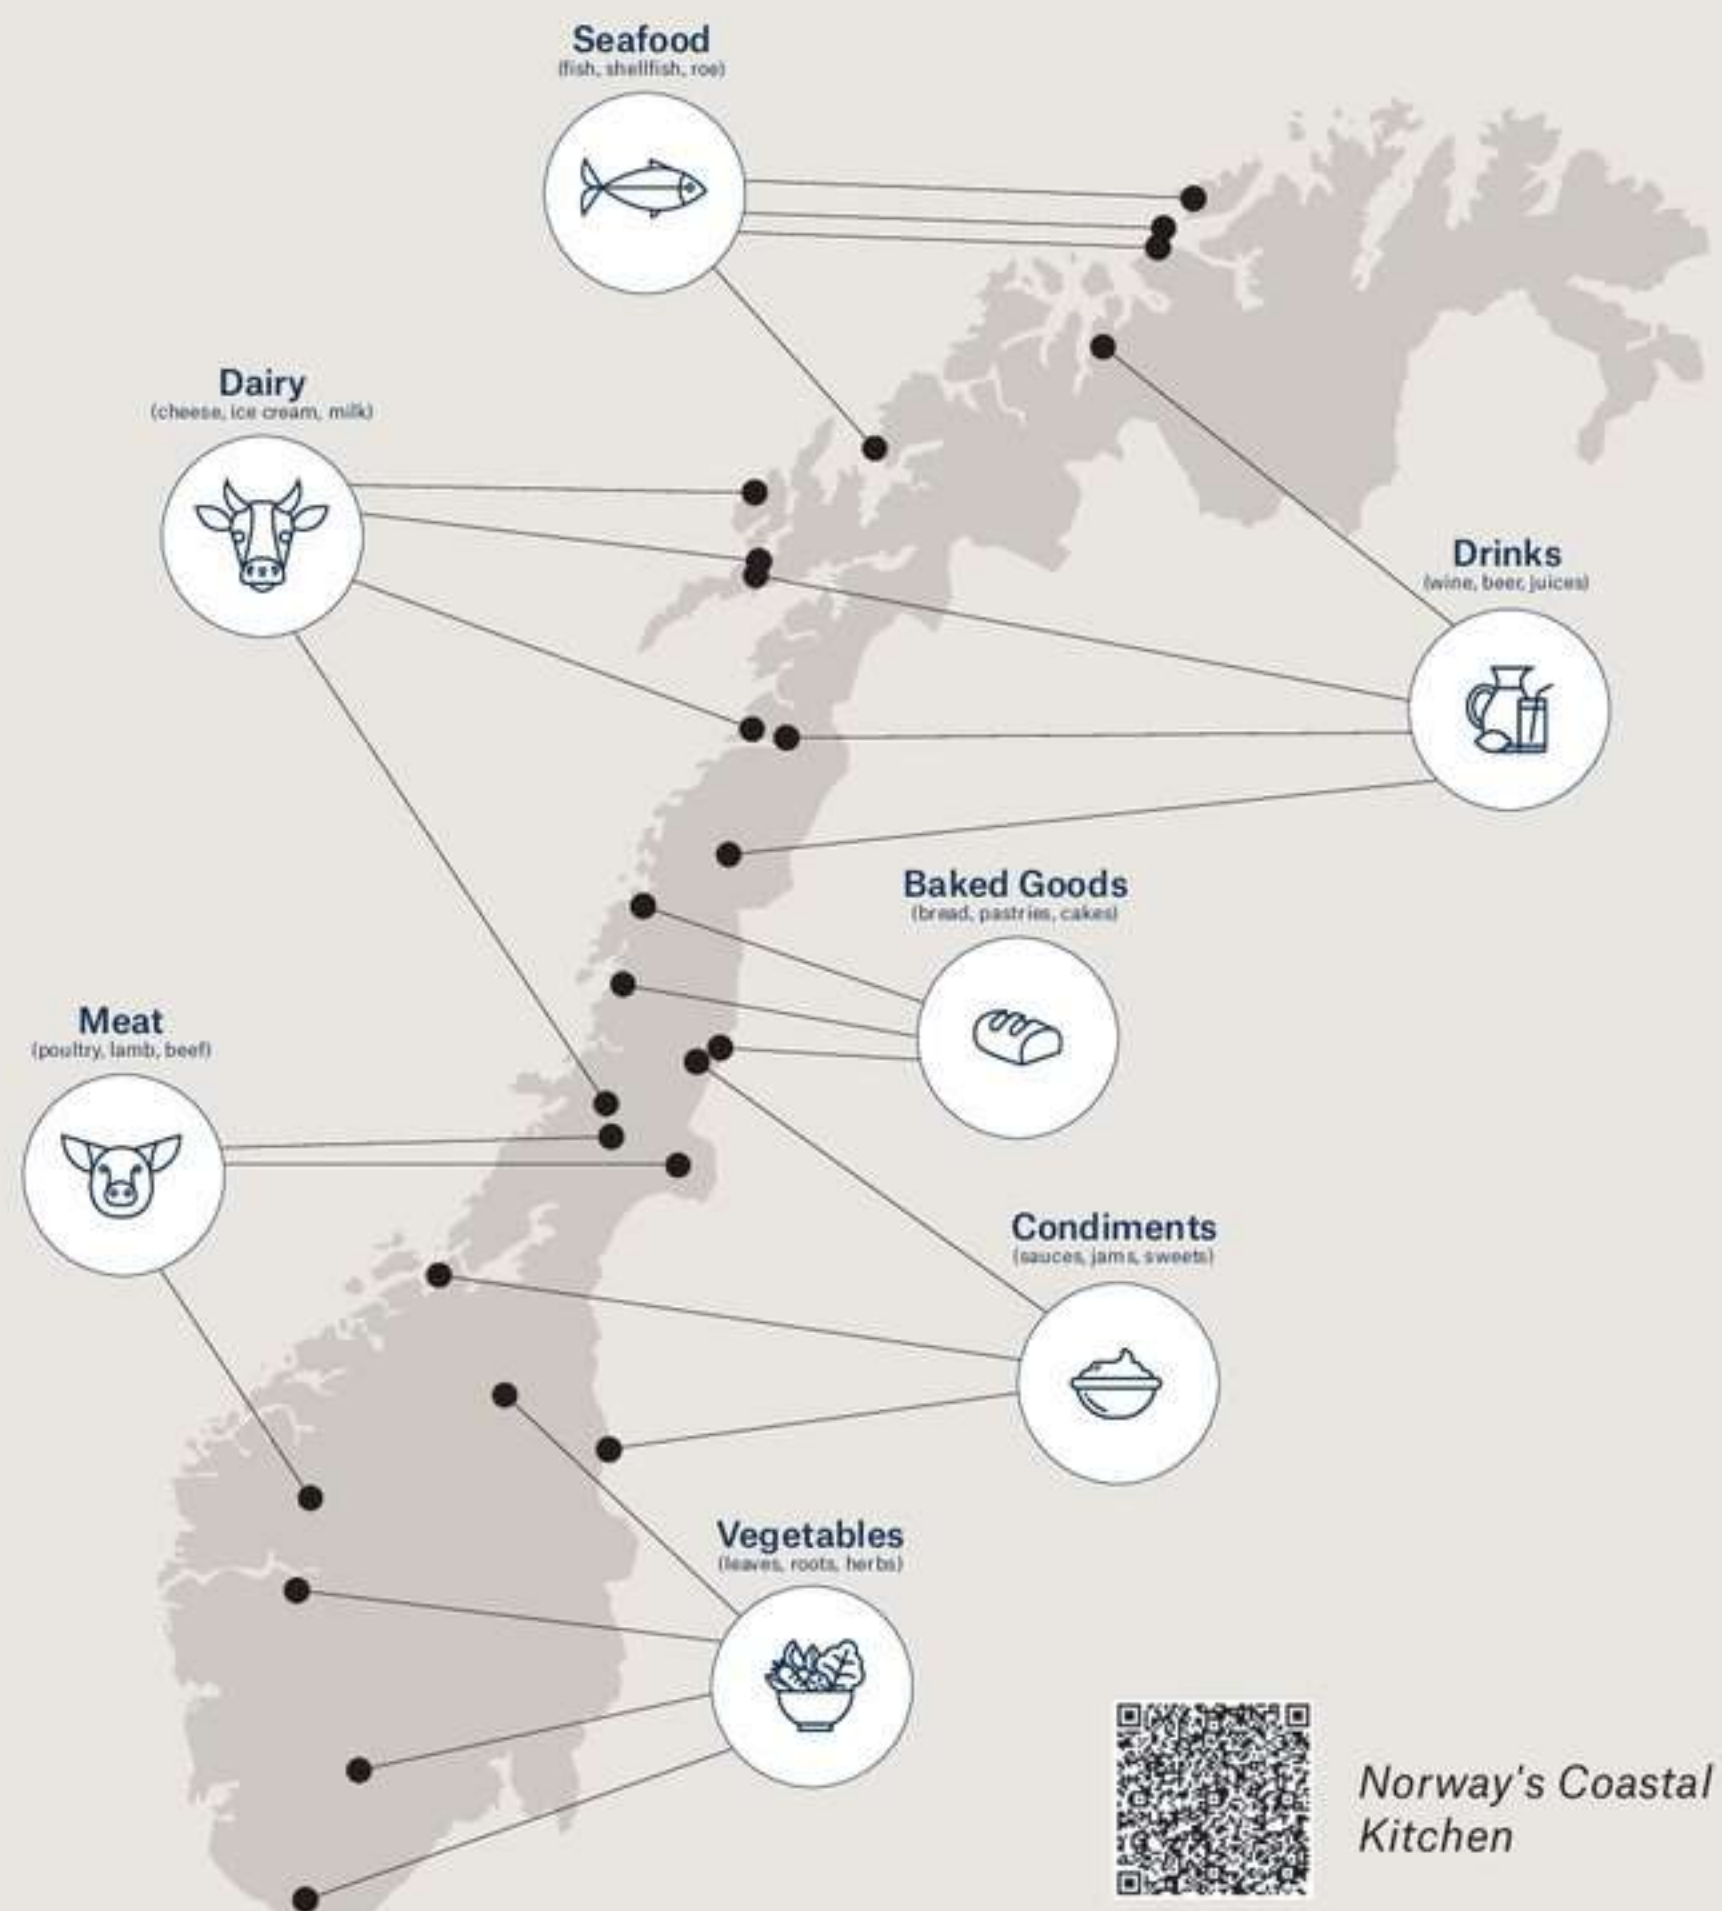 Seafood
(fish, shellfish, roe)
Dairy
(cheese, ice cream, milk)
Drinks
(wine, beer, juices)
Baked Goods
(bread, pastries, cakes)
Meat
(poultry, lamb, beef)
Condiments
(sauces, jams, sweets)
Vegetables
(leaves, roots, herbs)
Norway's Coastal
Kitchen